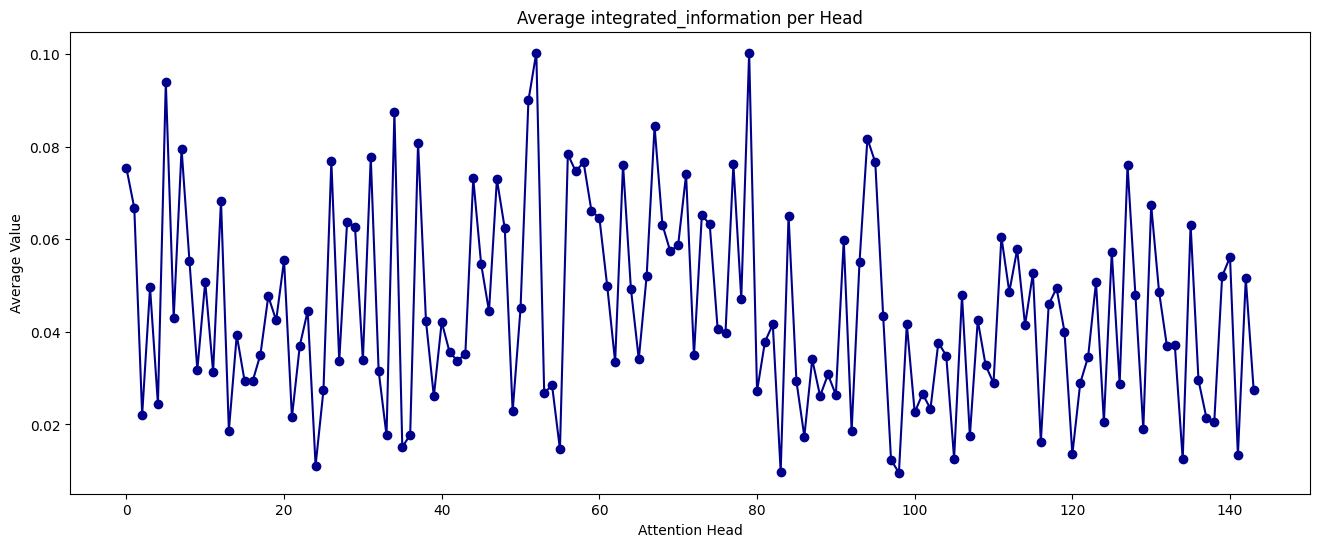 Average integrated_information per Head
Average Value
0.10
0.08
0.06
0.04
0.02
0 20 40 60 80 100 120 140
Attention Head